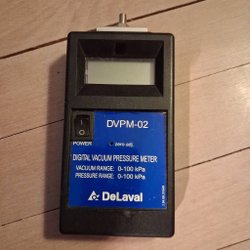 DVPM-02
zero adj.
POWER
DIGITAL VACUUM PRESSURE METER
VACUUM RANGE: 0-100 kPa
PRESSURE RANGE: 0-100 kPa
DeLaval